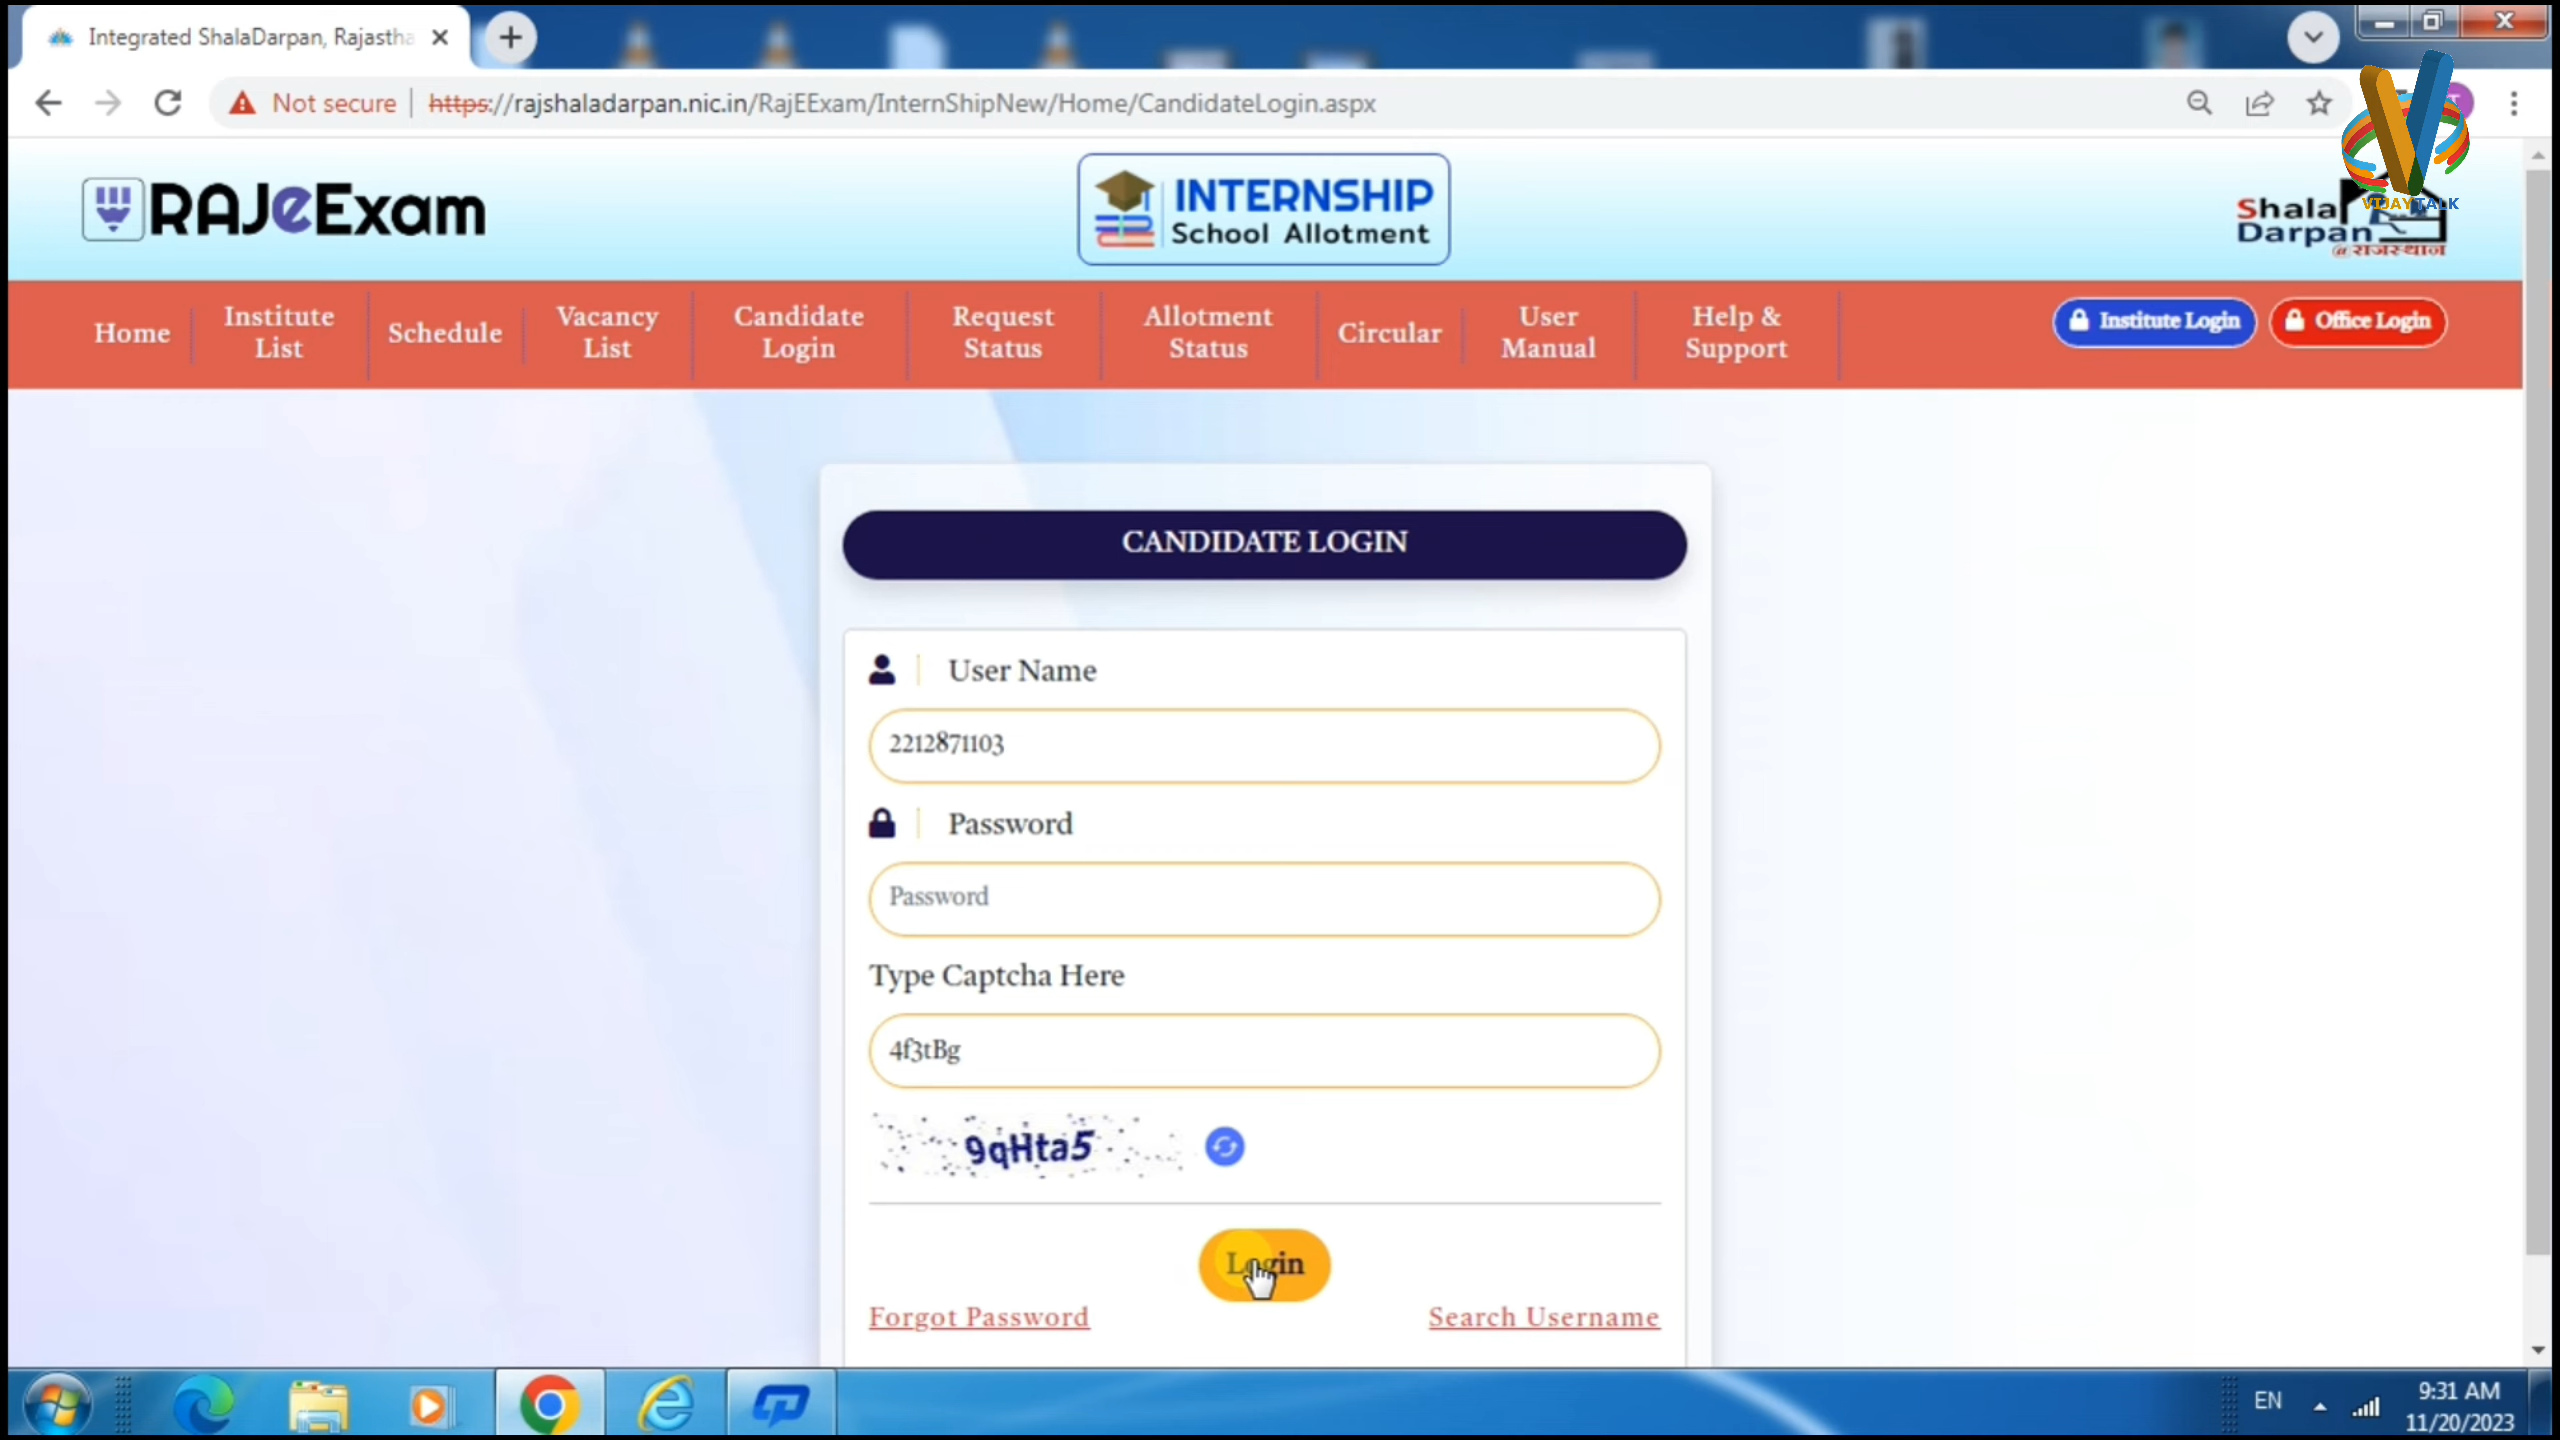 Integrated ShalaDarpan, Rajastha
Not secure
https://rajshaladarpan.nic.in/RajEExam/InternShipNew/Home/CandidateLogin.aspx
RAJeExam
INTERNSHIP
School Allotment
VIJAYTALK
Shala
Darpan
@राजस्थान
Home
Institute
List
Schedule
Vacancy
List
Candidate
Login
Request
Status
Allotment
Status
Circular
User
Manual
Help &
Support
Institute Login
Office Login
CANDIDATE LOGIN
User Name
2212871103
Password
Password
Type Captcha Here
4f3tBg
9qHta5
Login
Forgot Password
Search Username
EN
9:31 AM
11/20/2023